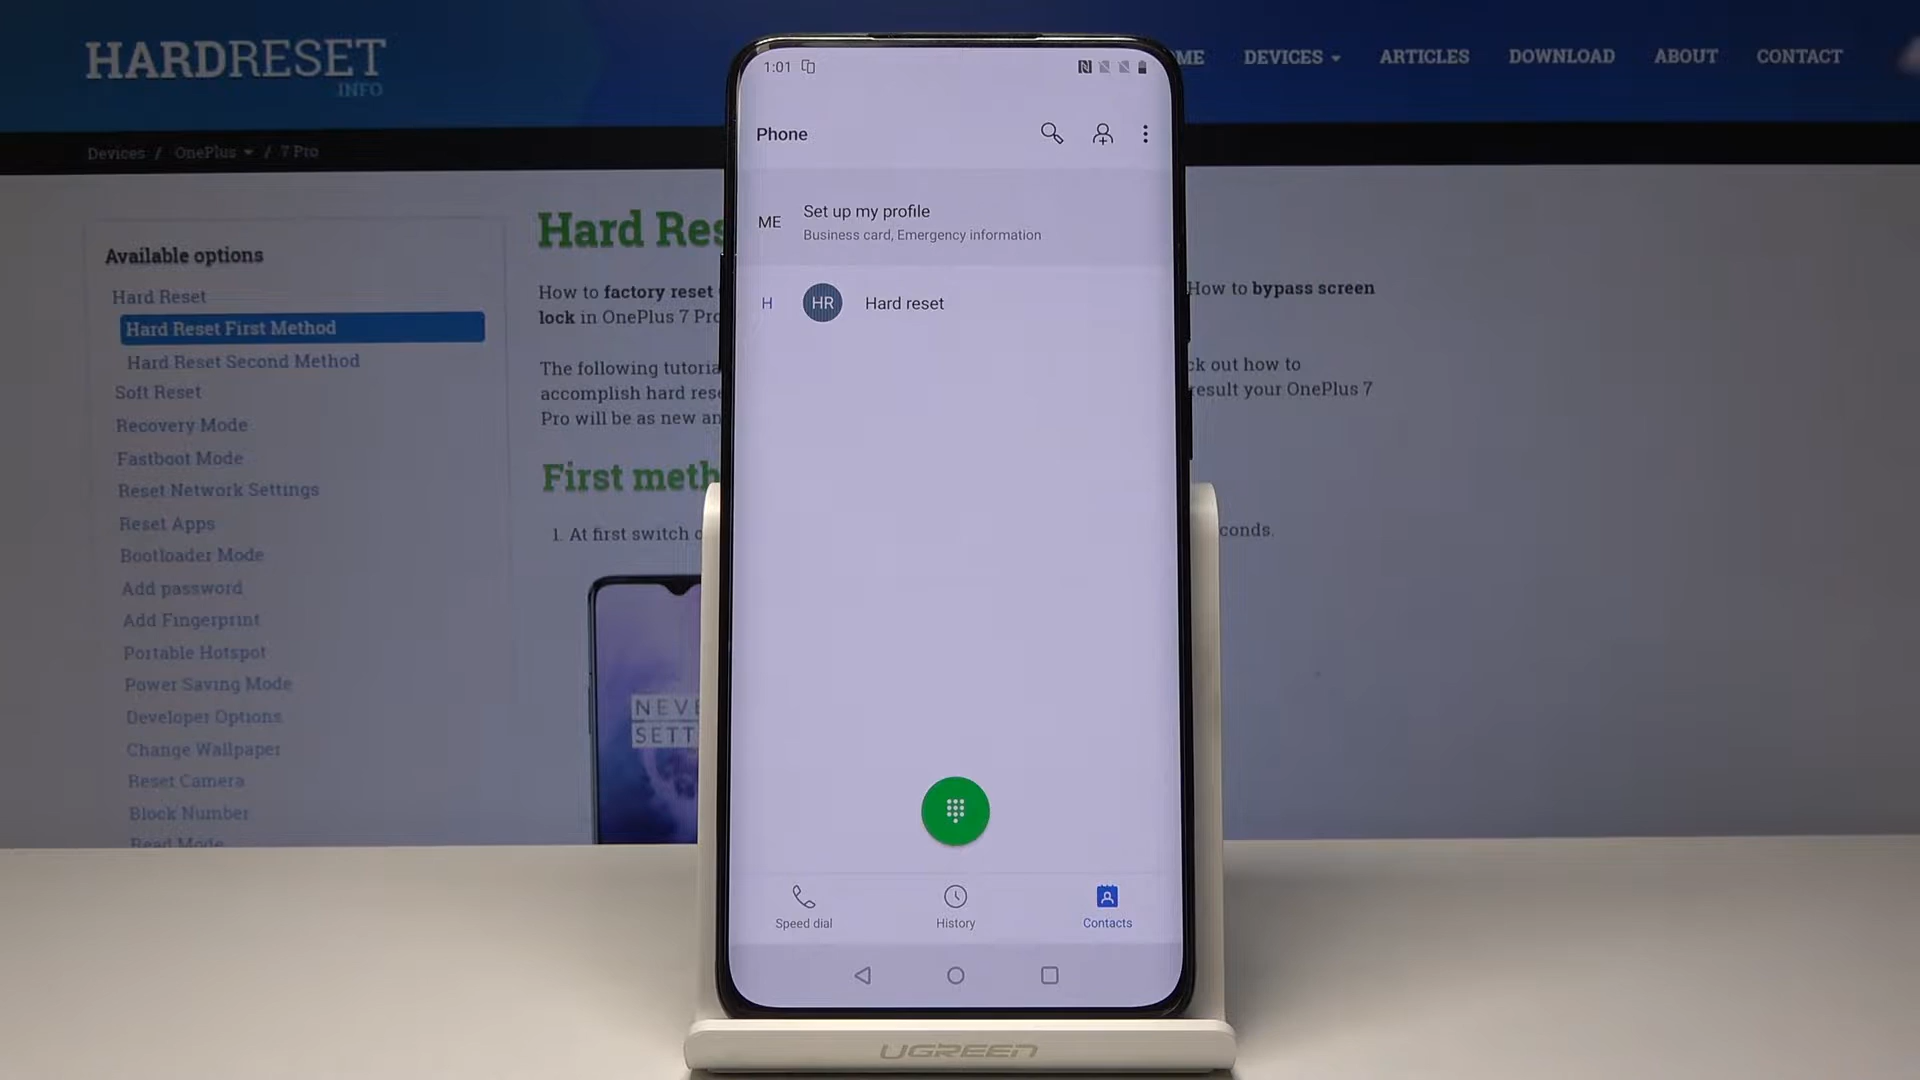 HARDRESET
INFO
ME
DEVICES
ARTICLES
DOWNLOAD
ABOUT
CONTACT
Devices / OnePlus / 7 Pro
Available options
Hard Reset
Hard Reset First Method
Hard Reset Second Method
Soft Reset
Recovery Mode
Fastboot Mode
Reset Network Settings
Reset Apps
Bootloader Mode
Add password
Add Fingerprint
Portable Hotspot
Power Saving Mode
Developer Options
Change Wallpaper
Reset Camera
Block Number
Read Mode
Hard Res
How to factory reset
How to bypass screen
lock in OnePlus 7 Pro
The following tutoria
ck out how to
accomplish hard rese
result your OnePlus 7
Pro will be as new an
First meth
1. At first switch o
conds.
NEVE
SETT
1:01
Phone
ME
Set up my profile
Business card, Emergency information
H
HR
Hard reset
Speed dial
History
Contacts
UGREEN